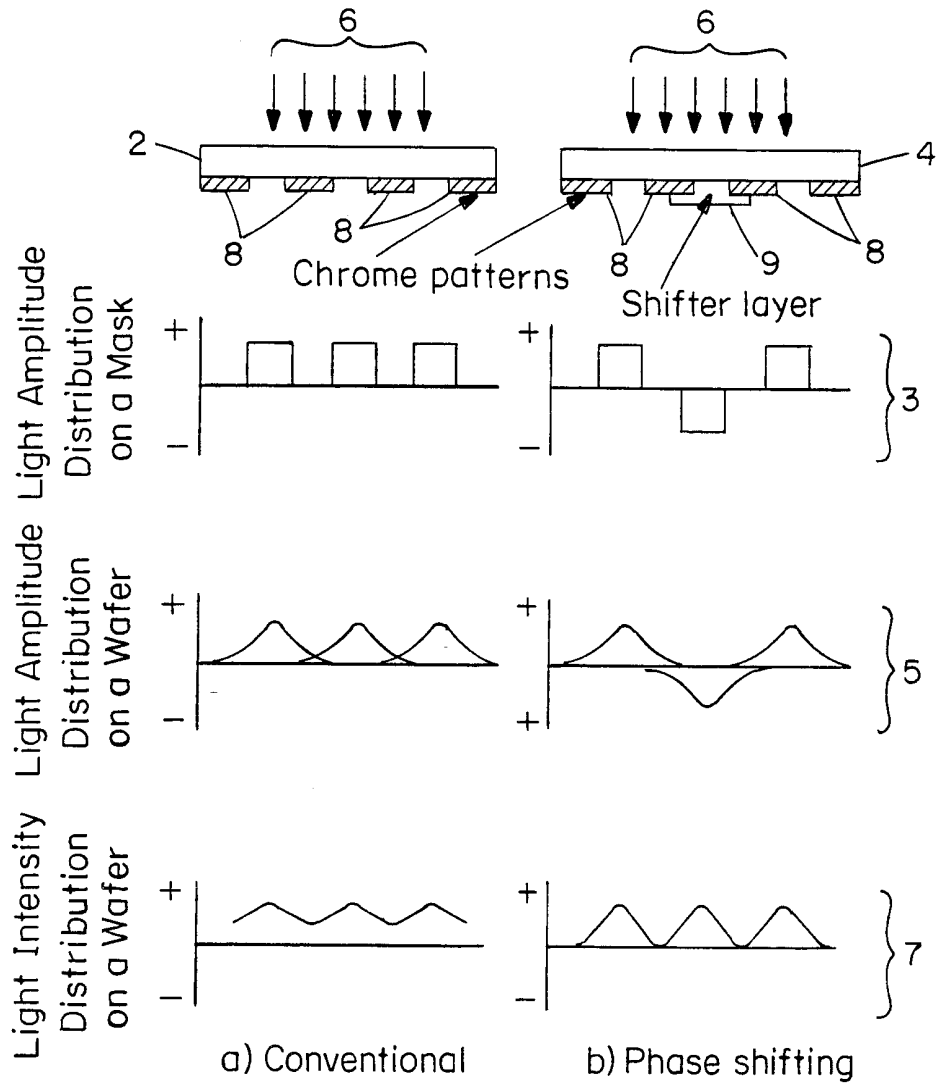 6 6
2 4
8 8 8 9 8
Chrome patterns
Shifter layer
Light Amplitude
Distribution
on a Mask
+ +
− −
3
Light Amplitude
Distribution
on a Wafer
+ +
− +
5
Light Intensity
Distribution
on a Wafer
+ +
− −
7
a) Conventional b) Phase shifting